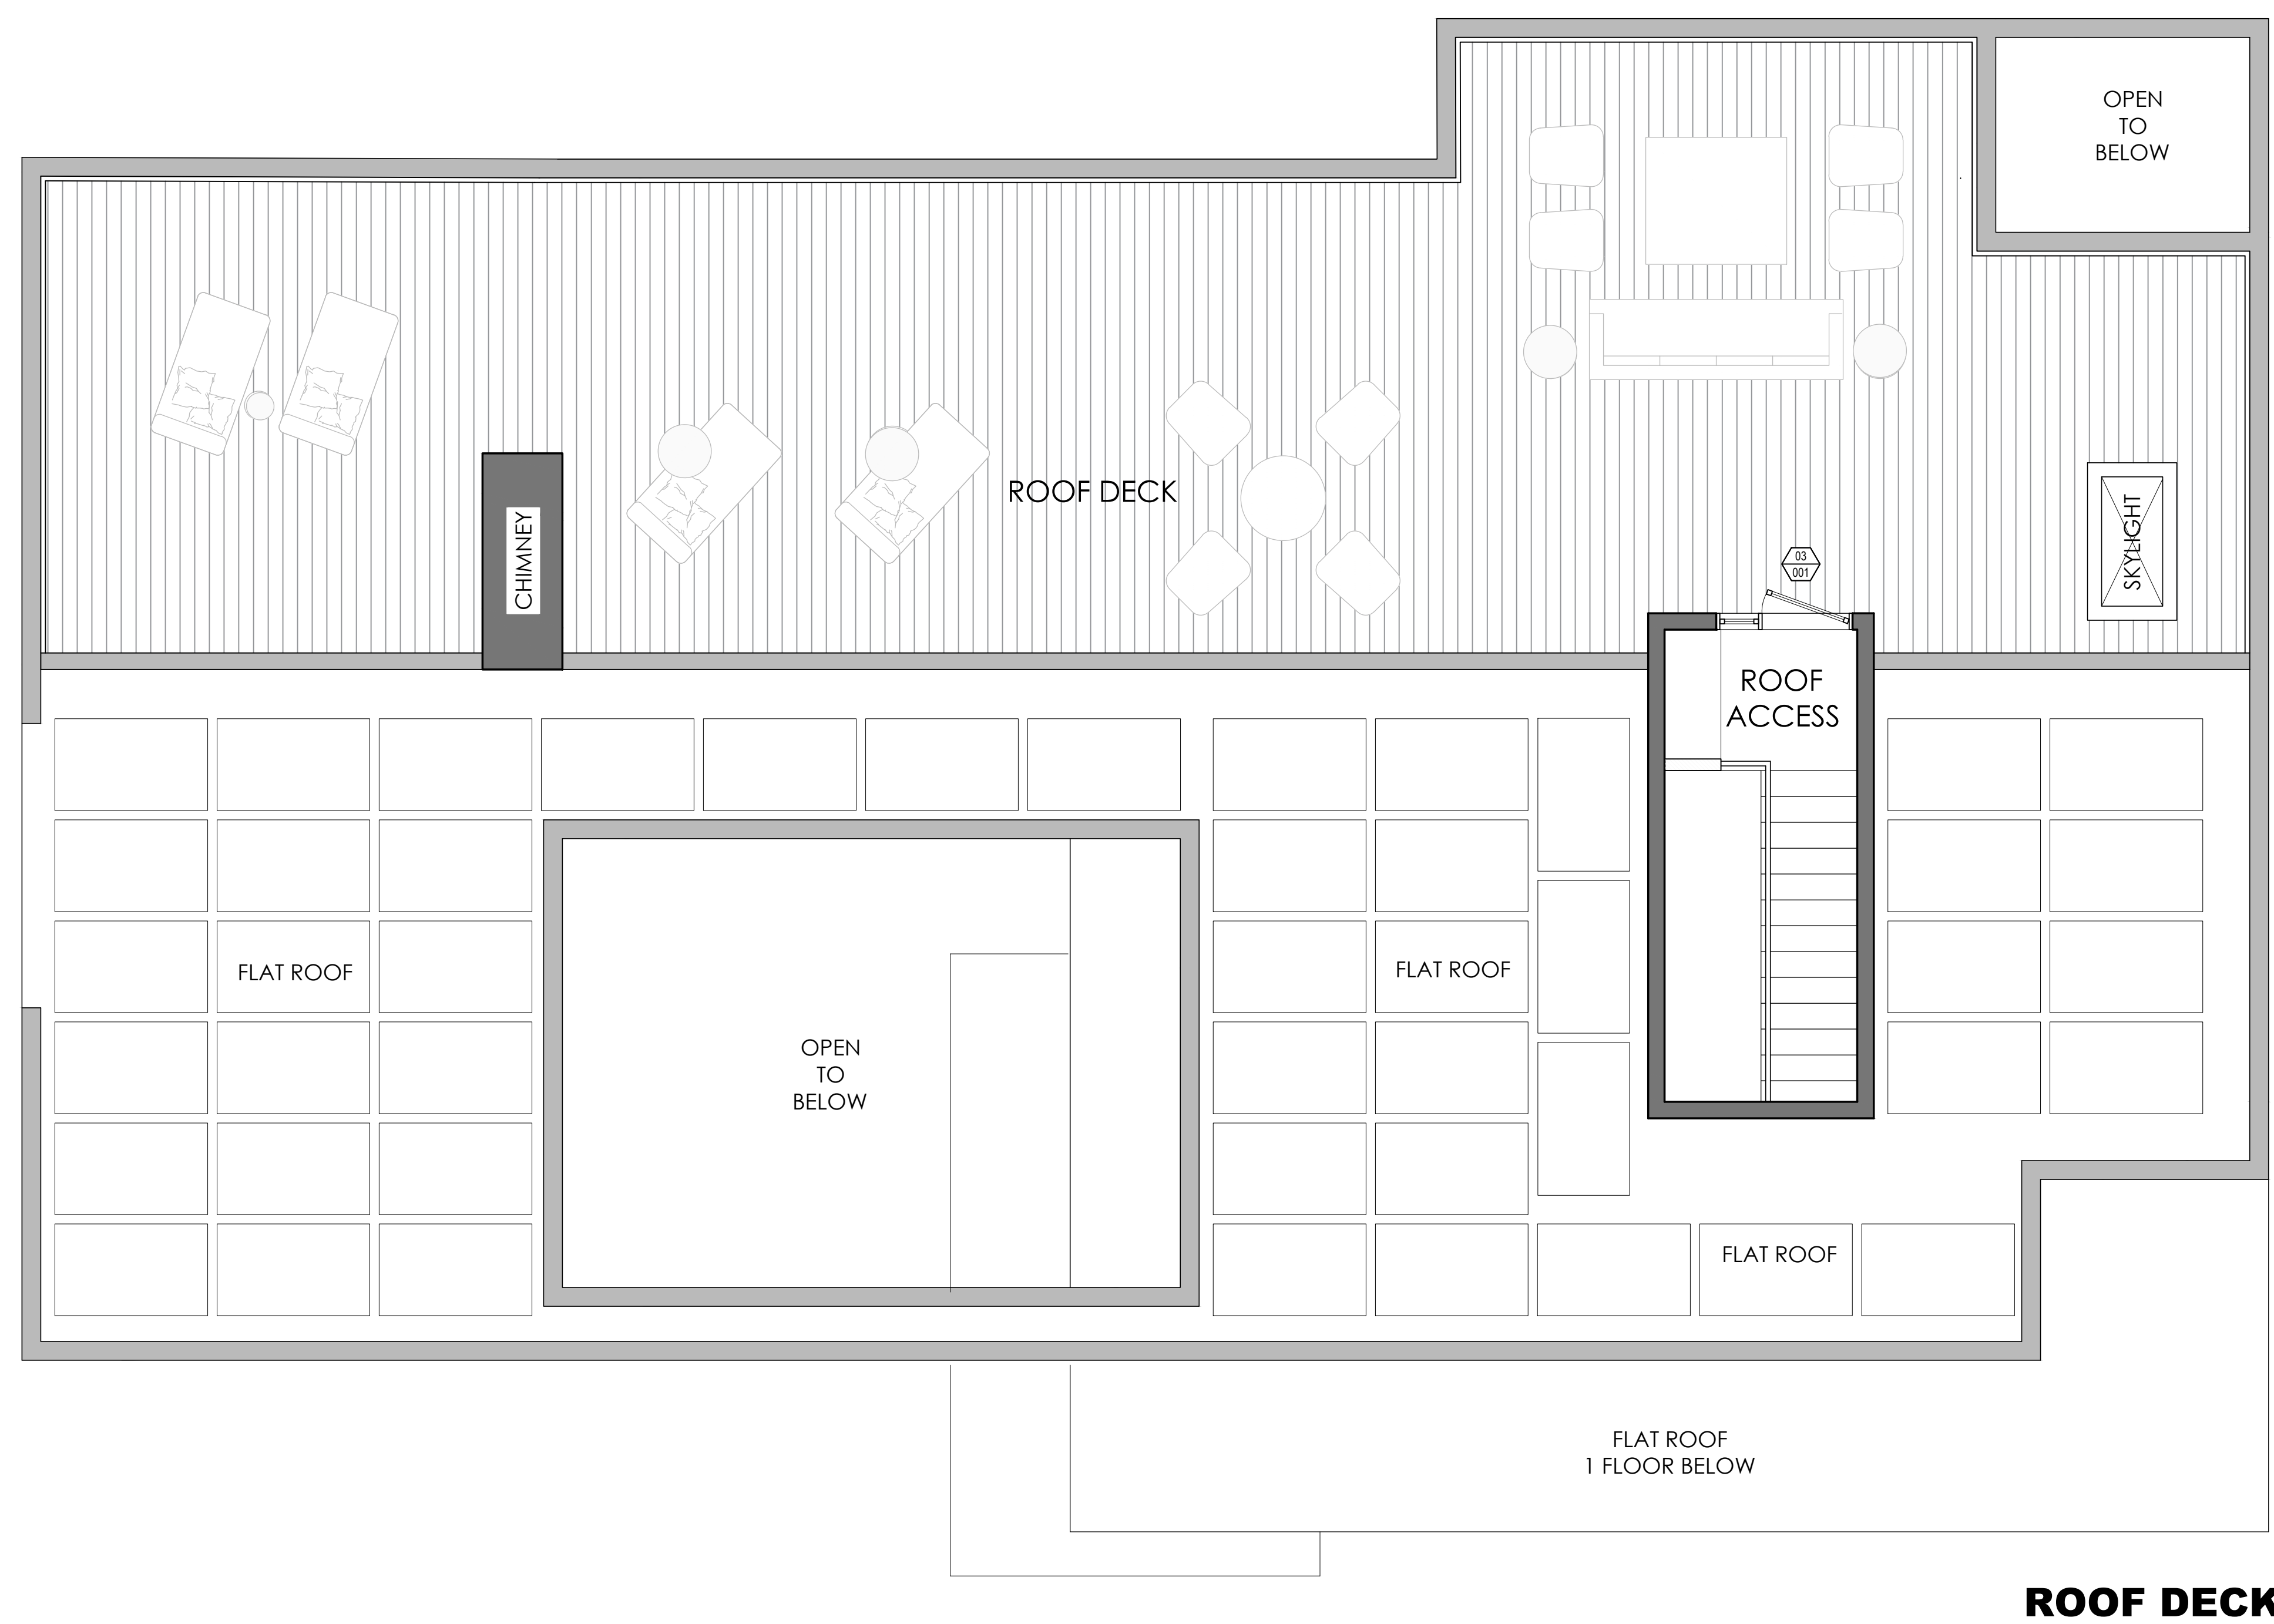 OPEN
TO
BELOW
ROOF DECK
CHIMNEY
SKYLIGHT
03
001
ROOF
ACCESS
FLAT ROOF
FLAT ROOF
OPEN
TO
BELOW
FLAT ROOF
FLAT ROOF
1 FLOOR BELOW
ROOF DECK